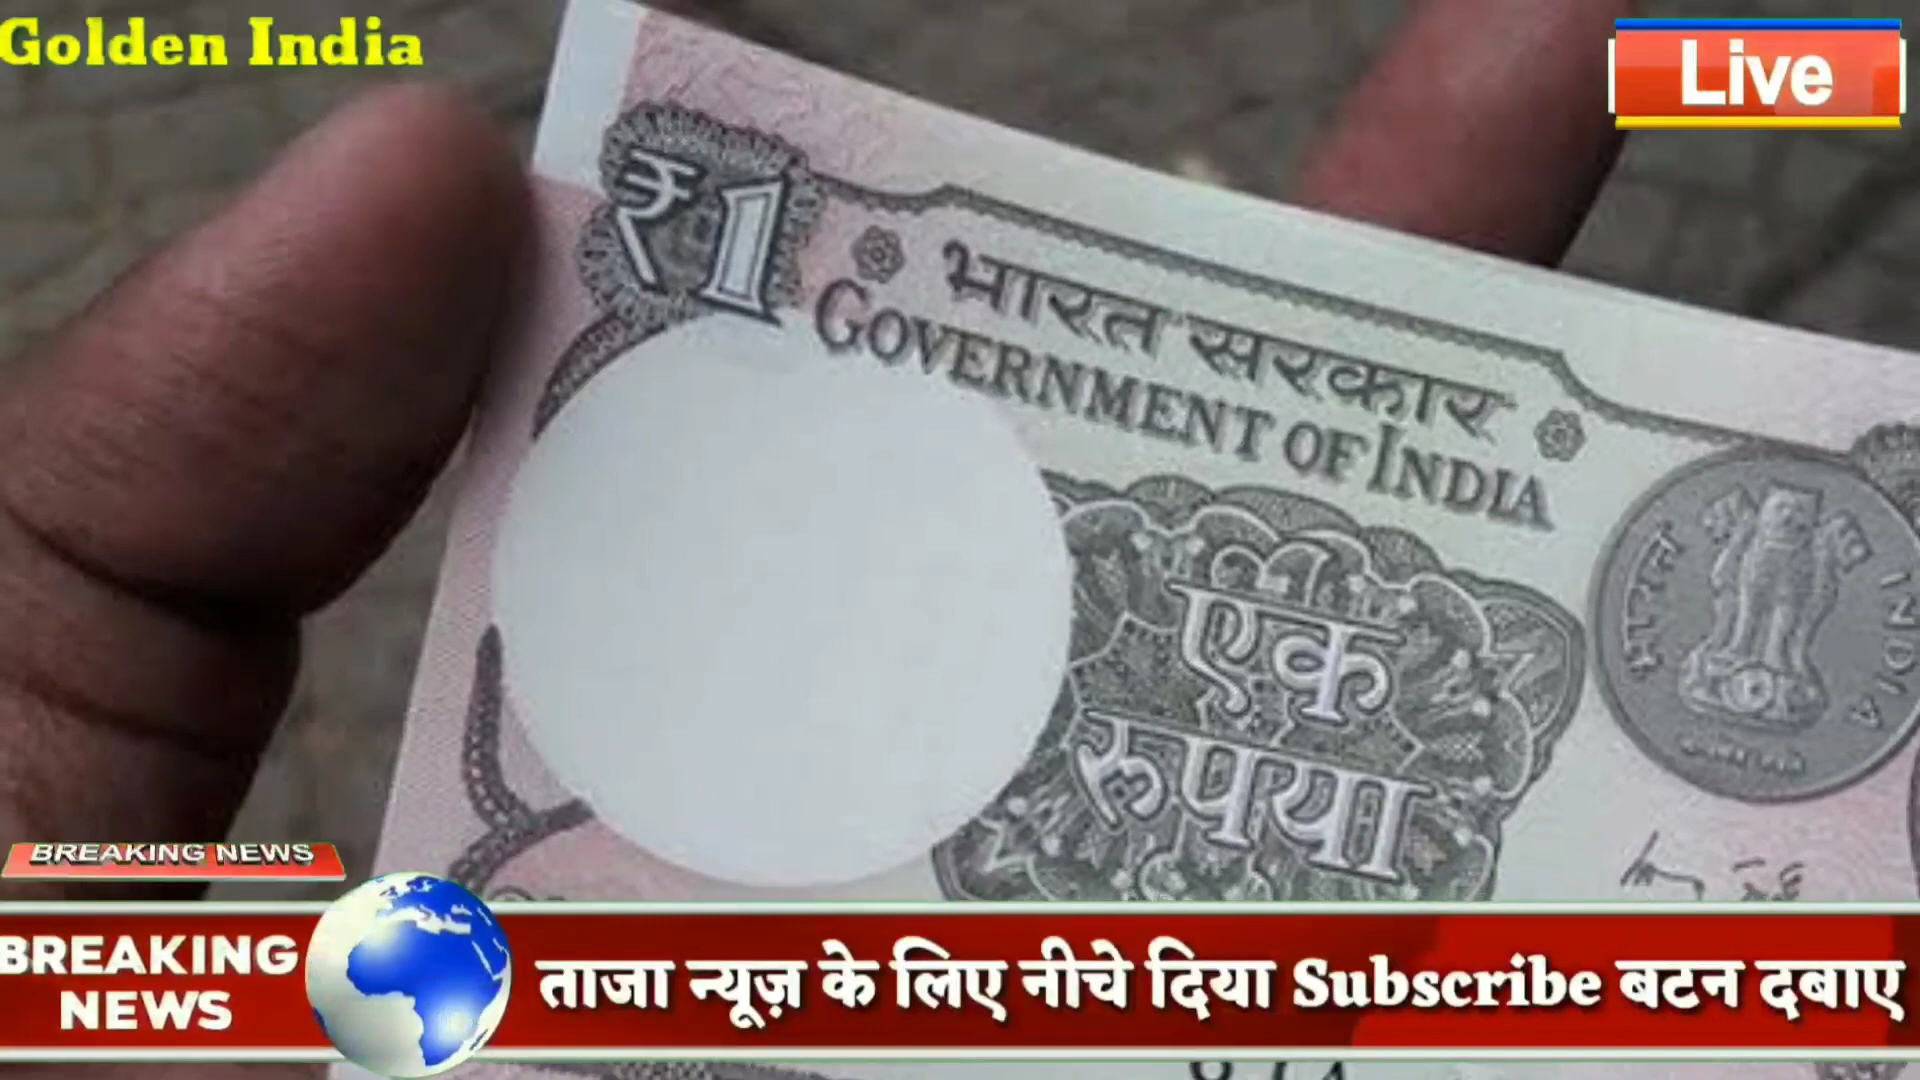 Golden India
Live
₹1
भारत सरकार
GOVERNMENT OF INDIA
एक
रुपया
भारत
INDIA
BREAKING NEWS
BREAKING
NEWS
ताजा न्यूज़ के लिए नीचे दिया Subscribe बटन दबाए